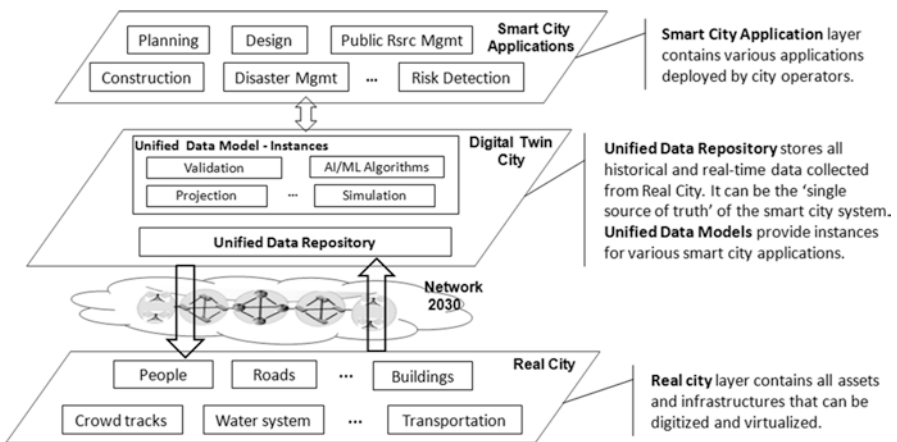 Planning
Design
Public Rsrc Mgmt
Smart City
Applications
Construction
Disaster Mgmt
...
Risk Detection
Smart City Application layer
contains various applications
deployed by city operators.
Unified Data Model - Instances
Digital Twin
City
Validation
AI/ML Algorithms
Projection
...
Simulation
Unified Data Repository
Unified Data Repository stores all
historical and real-time data collected
from Real City. It can be the ‘single
source of truth’ of the smart city system.
Unified Data Models provide instances
for various smart city applications.
Network
2030
Real City
People
Roads
...
Buildings
Crowd tracks
Water system
...
Transportation
Real city layer contains all assets
and infrastructures that can be
digitized and virtualized.